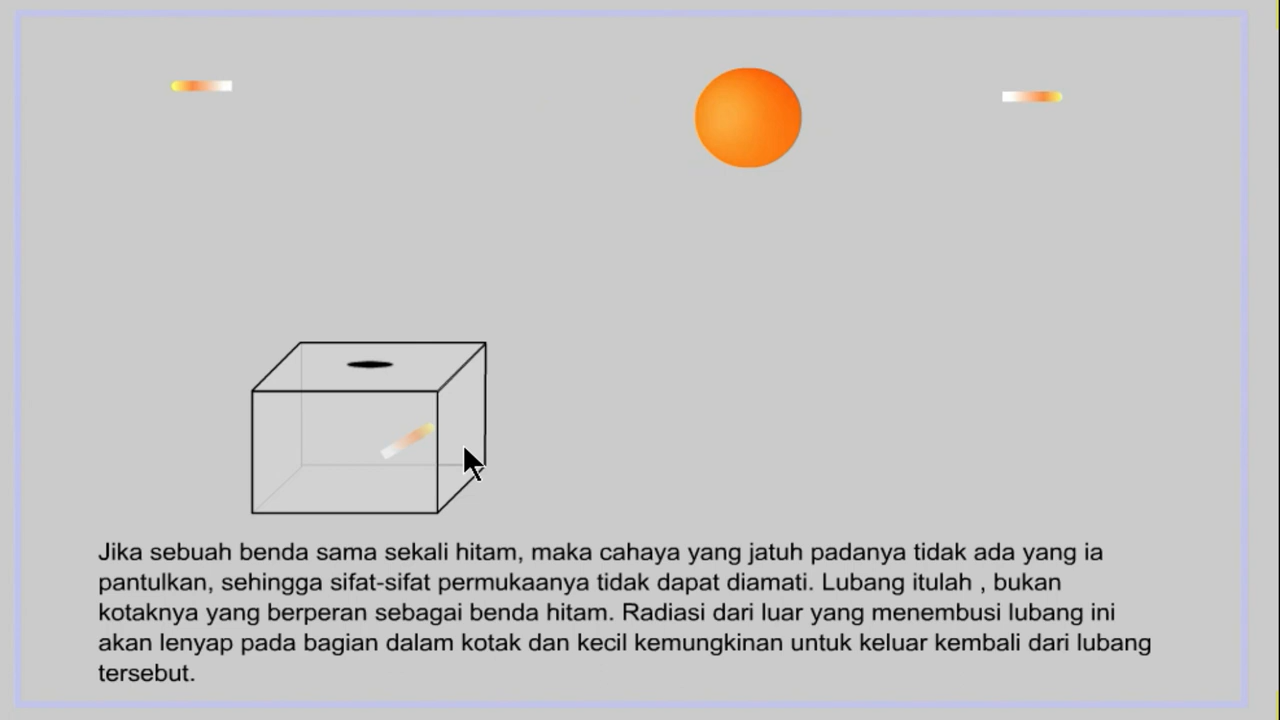 Jika sebuah benda sama sekali hitam, maka cahaya yang jatuh padanya tidak ada yang ia
pantulkan, sehingga sifat-sifat permukaanya tidak dapat diamati. Lubang itulah , bukan
kotaknya yang berperan sebagai benda hitam. Radiasi dari luar yang menembusi lubang ini
akan lenyap pada bagian dalam kotak dan kecil kemungkinan untuk keluar kembali dari lubang
tersebut.